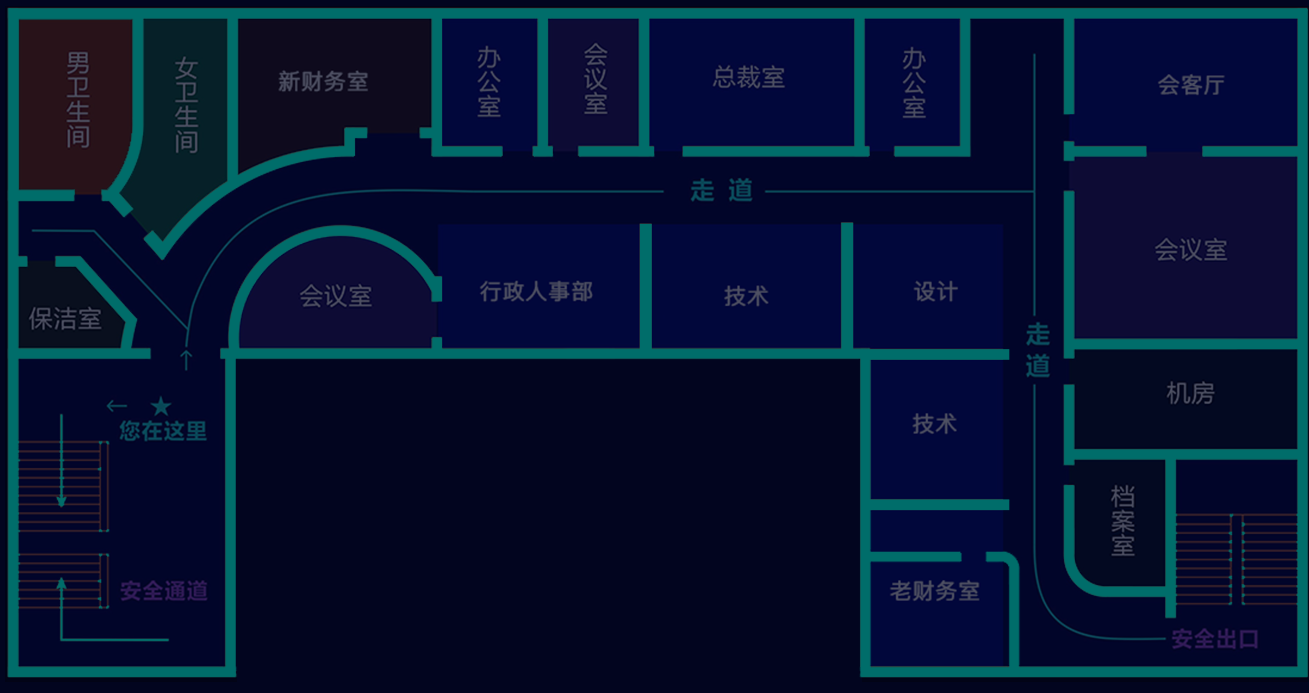 男卫生间
女卫生间
新财务室
办公室
会议室
总裁室
办公室
会客厅
走道
会议室
保洁室
会议室
行政人事部
技术
设计
走道
机房
您在这里
技术
档案室
安全通道
老财务室
安全出口